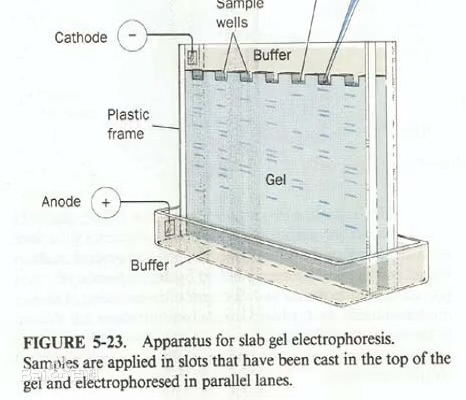 Sample
wells
Cathode
−
Buffer
Plastic
frame
Gel
Anode
+
Buffer
FIGURE 5-23. Apparatus for slab gel electrophoresis.
Samples are applied in slots that have been cast in the top of the
gel and electrophoresed in parallel lanes.